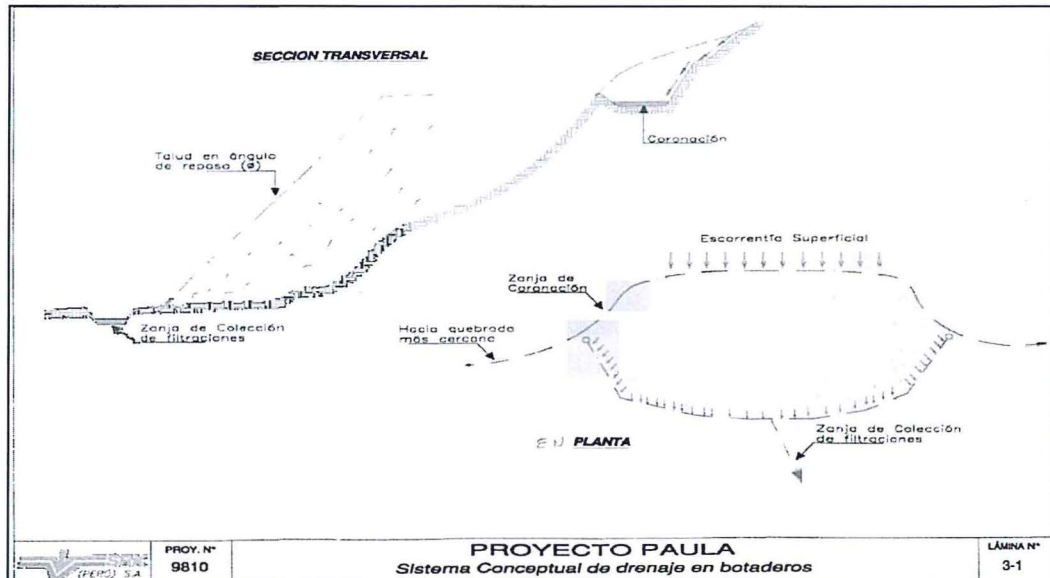 SECCION TRANSVERSAL
Talud en ángulo
de reposo (Ø)
Coronación
Escorrentía Superficial
Zanja de
Coronación
Zanja de Colección
de filtraciones
Hacia quebrada
más cercana
EN PLANTA
Zanja de Colección
de filtraciones
(PERÚ) S.A.
PROY. N°
9810
PROYECTO PAULA
Sistema Conceptual de drenaje en botaderos
LÁMINA N°
3-1